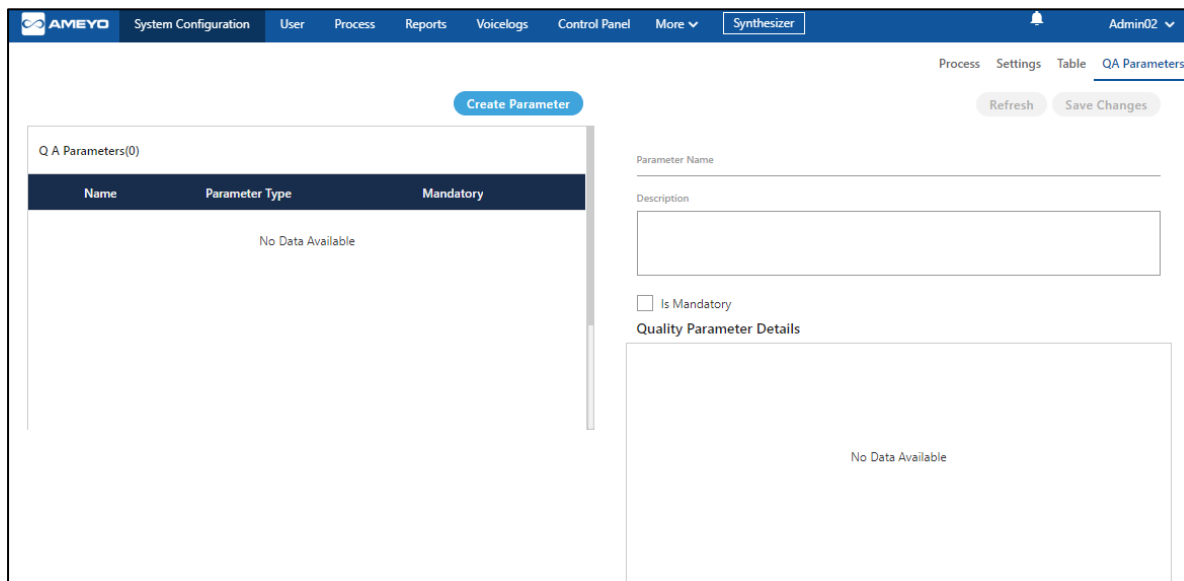 AMEYO System Configuration User Process Reports Voicelogs Control Panel More Synthesizer Admin02
Process Settings Table QA Parameters
Create Parameter Refresh Save Changes
Q A Parameters(0)
Name Parameter Type Mandatory
No Data Available
Parameter Name
Description
Is Mandatory
Quality Parameter Details
No Data Available